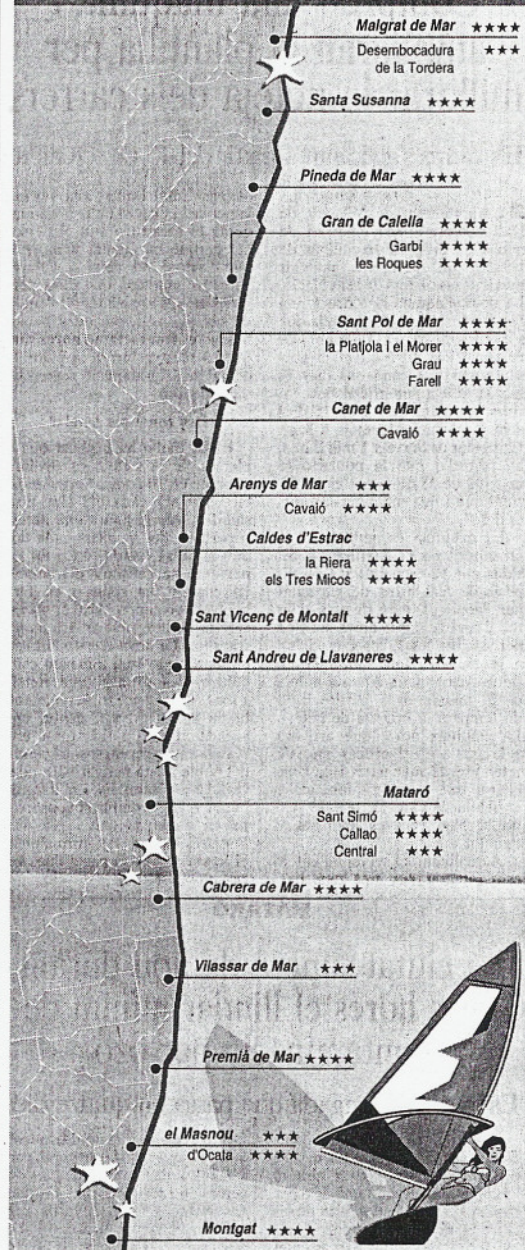 Malgrat de Mar ★★★★
Desembocadura ★★★
de la Tordera
Santa Susanna ★★★★
Pineda de Mar ★★★★
Gran de Calella ★★★★
Garbí ★★★★
les Roques ★★★★
Sant Pol de Mar ★★★★
la Platjola i el Morer ★★★★
Grau ★★★★
Farell ★★★★
Canet de Mar ★★★★
Cavaió ★★★★
Arenys de Mar ★★★
Cavaió ★★★★
Caldes d'Estrac
la Riera ★★★★
els Tres Micos ★★★★
Sant Vicenç de Montalt ★★★★
Sant Andreu de Llavaneres ★★★★
Mataró
Sant Simó ★★★★
Callao ★★★★
Central ★★★
Cabrera de Mar ★★★★
Vilassar de Mar ★★★
Premià de Mar ★★★★
el Masnou ★★★
d'Ocata ★★★★
Montgat ★★★★